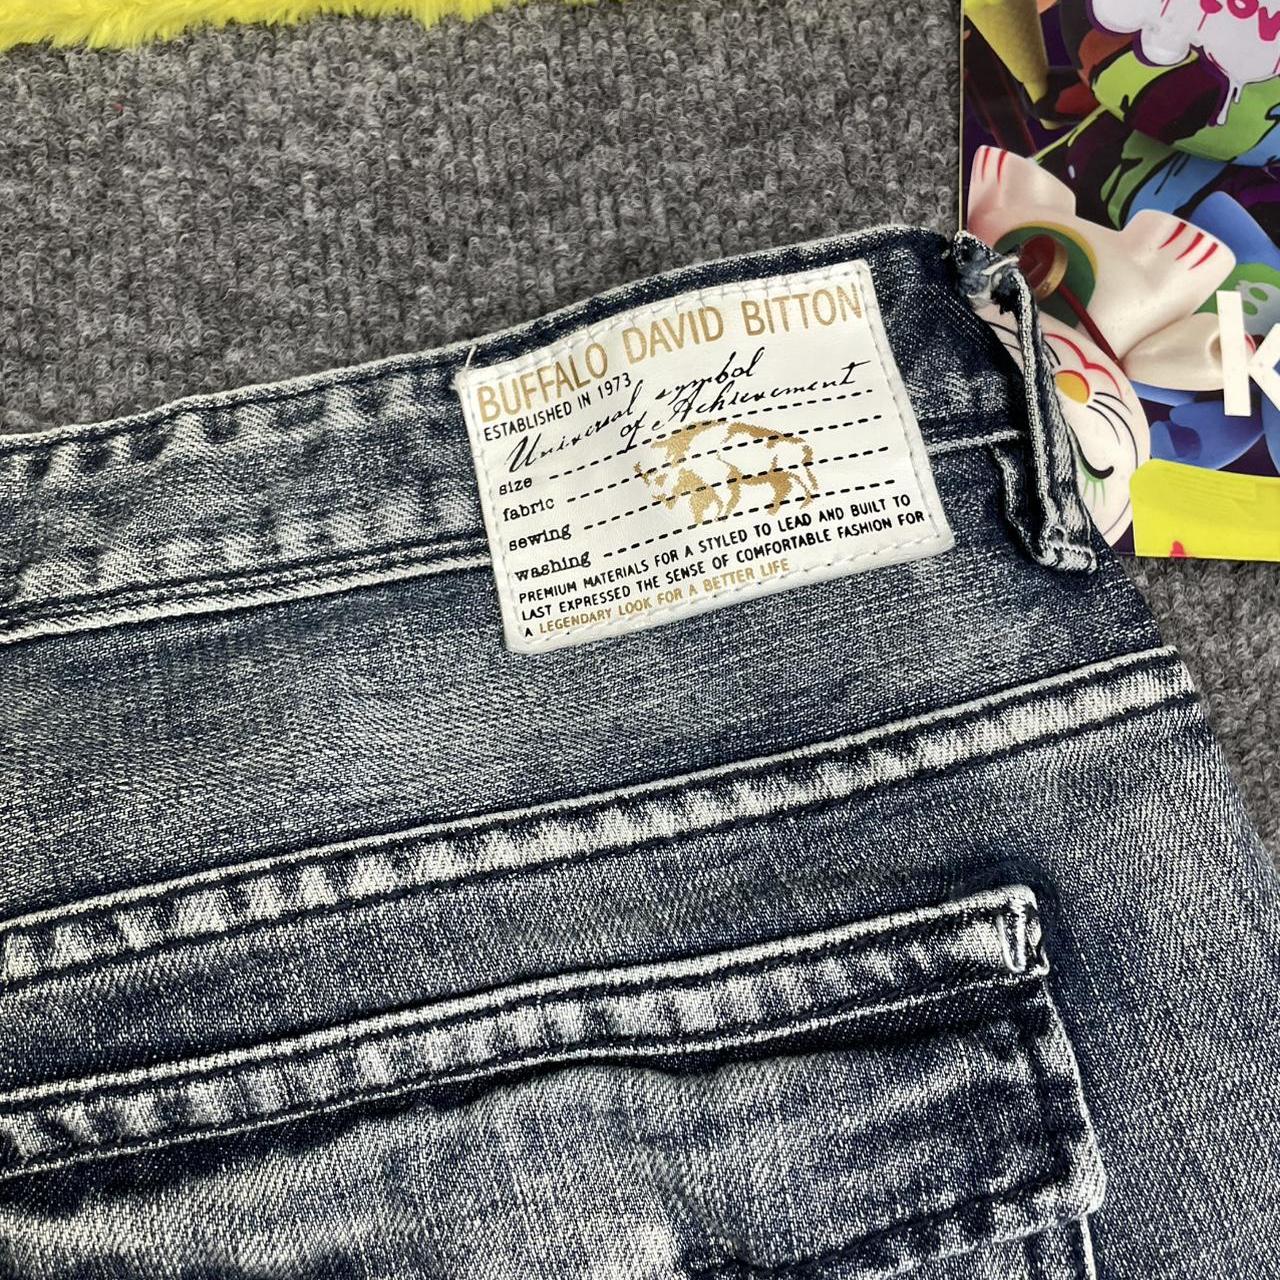 BUFFALO DAVID BITTON
ESTABLISHED IN 1973
Universal symbol
of Achievement
size
fabric
sewing
washing
PREMIUM MATERIALS FOR A STYLED TO LEAD AND BUILT TO
LAST EXPRESSED THE SENSE OF COMFORTABLE FASHION FOR
A LEGENDARY LOOK FOR A BETTER LIFE
K